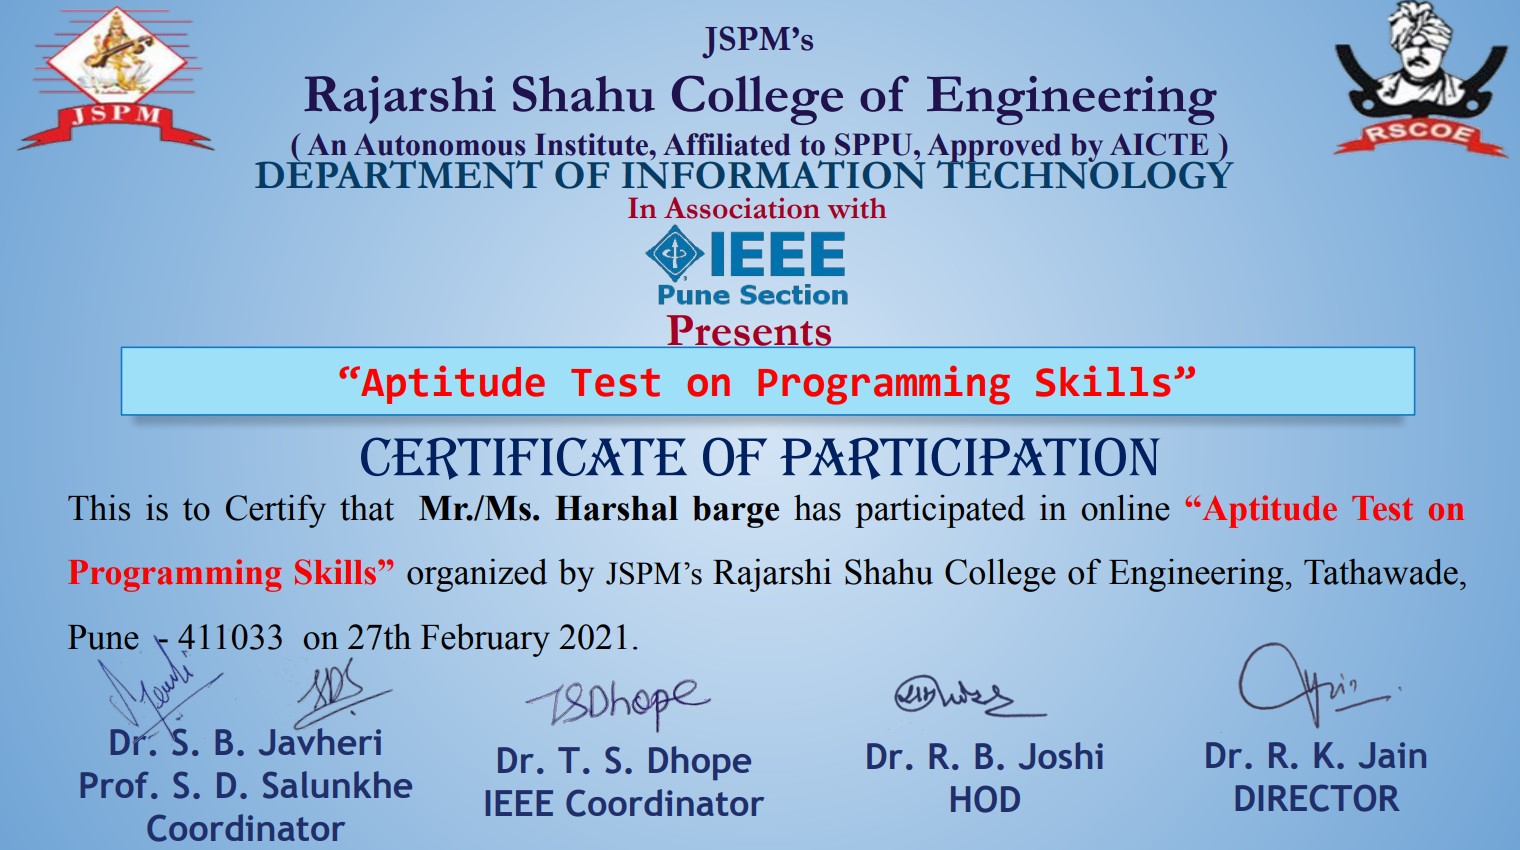 JSPM
RSCOE
JSPM’s
Rajarshi Shahu College of Engineering
( An Autonomous Institute, Affiliated to SPPU, Approved by AICTE )
DEPARTMENT OF INFORMATION TECHNOLOGY
In Association with
IEEE
Pune Section
Presents
“Aptitude Test on Programming Skills”
CERTIFICATE OF PARTICIPATION
This is to Certify that Mr./Ms. Harshal barge has participated in online “Aptitude Test on
Programming Skills” organized by JSPM’s Rajarshi Shahu College of Engineering, Tathawade,
Pune - 411033 on 27th February 2021.
SDS
TSDhope
Dr. S. B. Javheri
Prof. S. D. Salunkhe
Coordinator
Dr. T. S. Dhope
IEEE Coordinator
Dr. R. B. Joshi
HOD
Dr. R. K. Jain
DIRECTOR